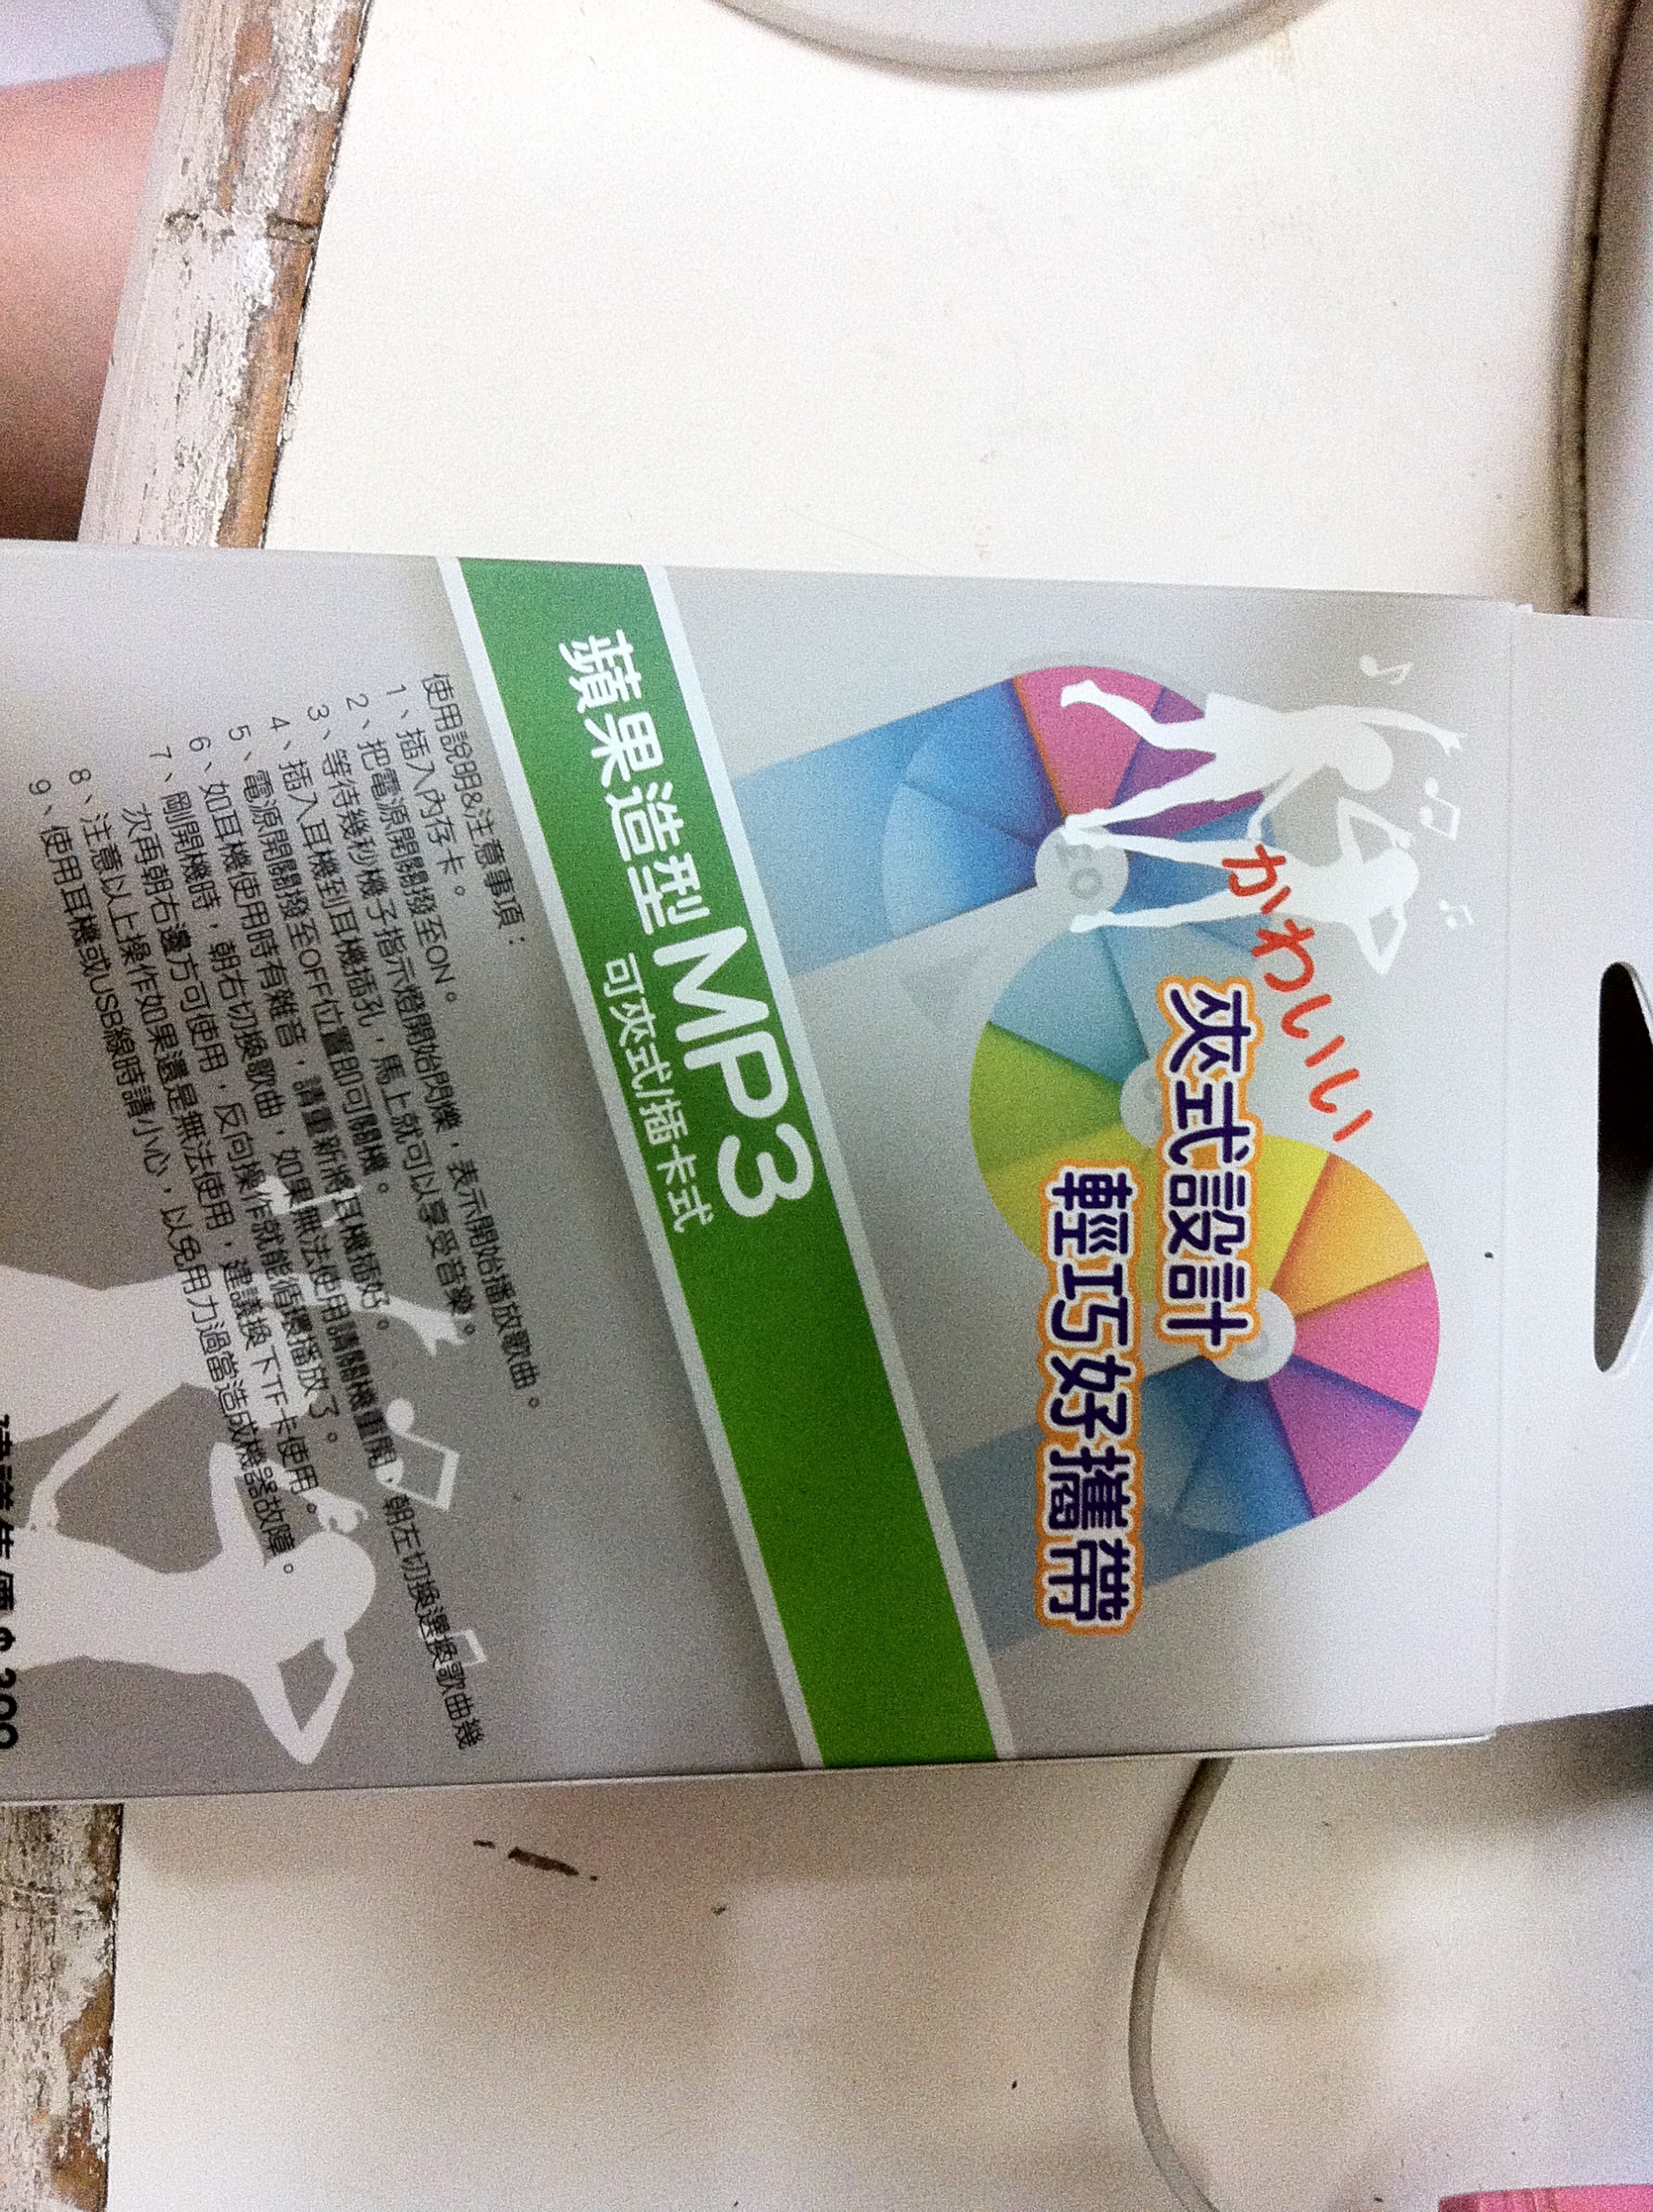 かわいい
夾式設計
輕巧好攜帶
蘋果造型MP3
可夾式/插卡式
使用說明&注意事項：
1、插入內存卡。
2、把電源開關撥至ON。
3、等待幾秒機子指示燈開始閃爍，表示開始播放歌曲。
4、插入耳機到耳機插孔，馬上就可以享受音樂。
5、電源開關撥至OFF位置即可關機。
6、如耳機使用時有雜音，請重新將耳機插好。
7、剛開機時，朝右切換歌曲，如果無法使用請關機重開，朝左切換選換歌曲幾
次再朝右邊方可使用，反向操作就能循環播放了。
8、注意以上操作如果還是無法使用，建議換下TF卡使用。
9、使用耳機或USB線時請小心，以免用力過當造成機器故障。